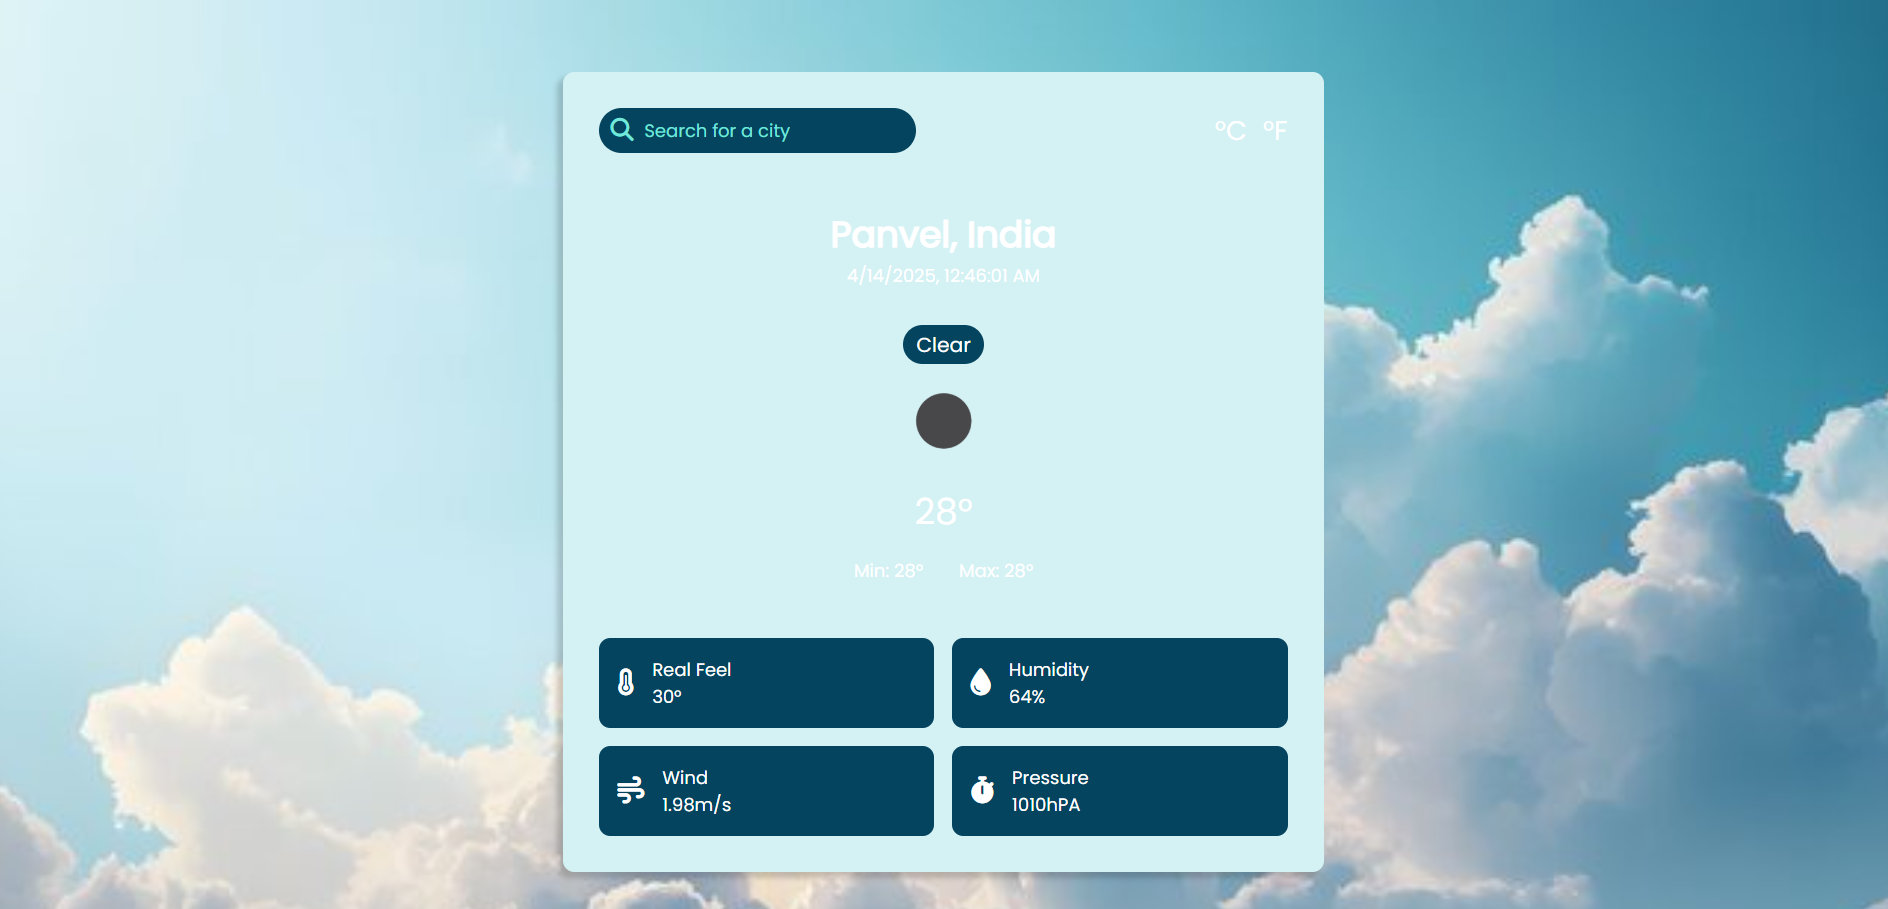 Search for a city
°C °F
Panvel, India
4/14/2025, 12:46:01 AM
Clear
28°
Min: 28° Max: 28°
Real Feel
30°
Humidity
64%
Wind
1.98m/s
Pressure
1010hPA